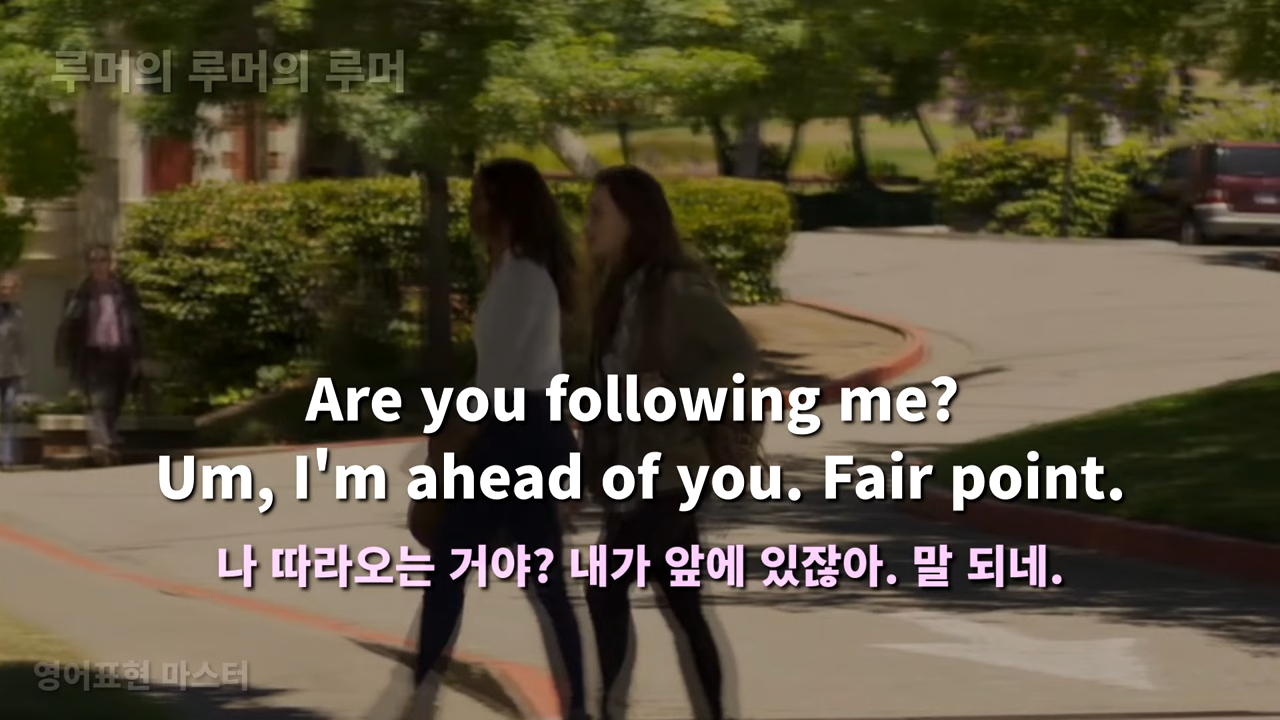 루머의 루머의 루머
Are you following me?
Um, I'm ahead of you. Fair point.
나 따라오는 거야? 내가 앞에 있잖아. 말 되네.
영어표현 마스터